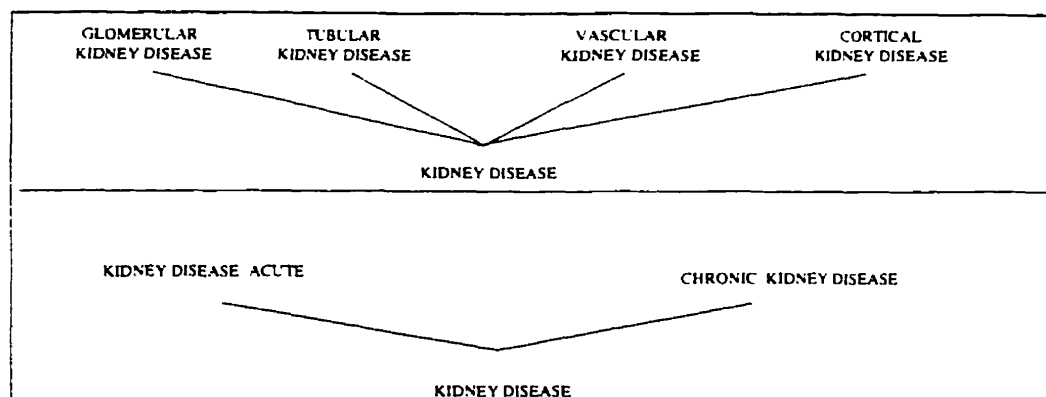 GLOMERULAR
KIDNEY DISEASE
TUBULAR
KIDNEY DISEASE
VASCULAR
KIDNEY DISEASE
CORTICAL
KIDNEY DISEASE
KIDNEY DISEASE
KIDNEY DISEASE ACUTE
CHRONIC KIDNEY DISEASE
KIDNEY DISEASE